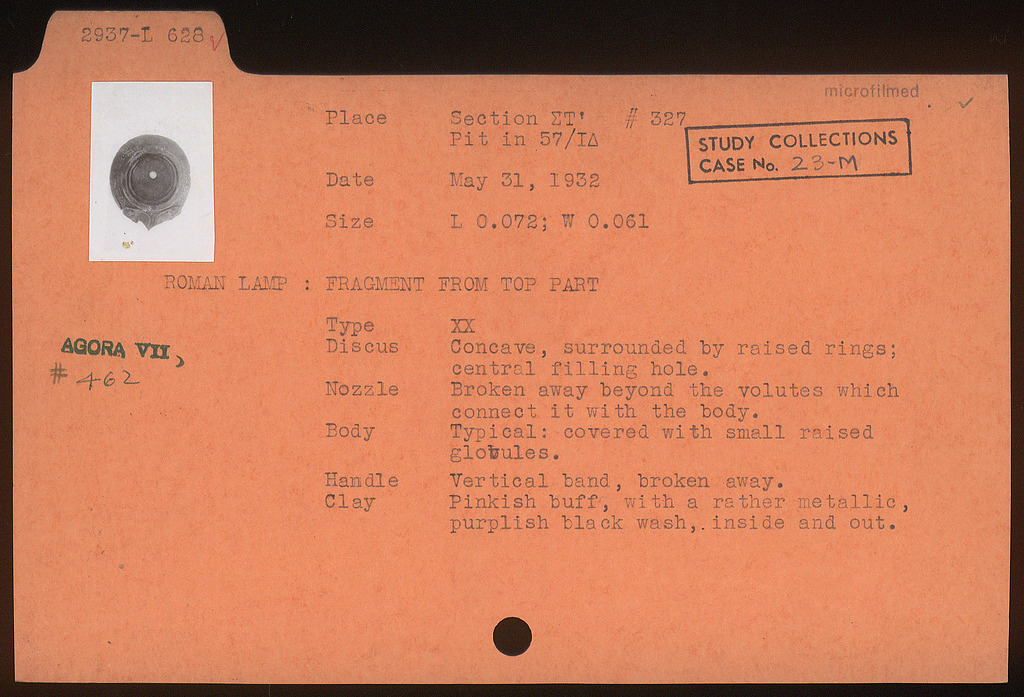 2937-L 628 ✓
microfilmed ✓
Place Section ΣΤ' # 327
Pit in 57/ΙΔ
STUDY COLLECTIONS
CASE No. 23-M
Date May 31, 1932
Size L 0.072; W 0.061
ROMAN LAMP : FRAGMENT FROM TOP PART
AGORA VII,
# 462
Type XX
Discus Concave, surrounded by raised rings;
central filling hole.
Nozzle Broken away beyond the volutes which
connect it with the body.
Body Typical: covered with small raised
globules.
Handle Vertical band, broken away.
Clay Pinkish buff, with a rather metallic,
purplish black wash,.inside and out.